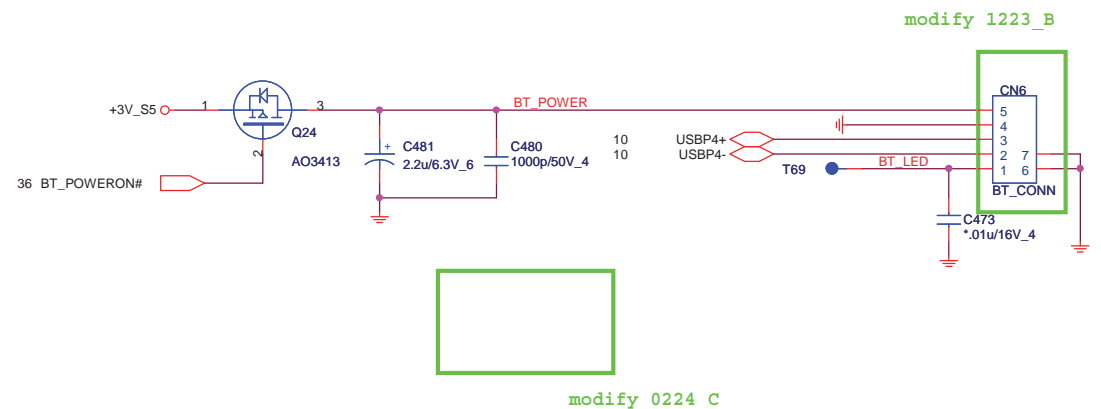 modify 1223_B
CN6
+3V_S5
1
3
BT_POWER
5
4
3
2
1
7
6
Q24
AO3413
2
+
C481
2.2u/6.3V_6
C480
1000p/50V_4
10
10
USBP4+
USBP4-
T69
BT_LED
BT_CONN
36 BT_POWERON#
C473
*.01u/16V_4
modify 0224 C